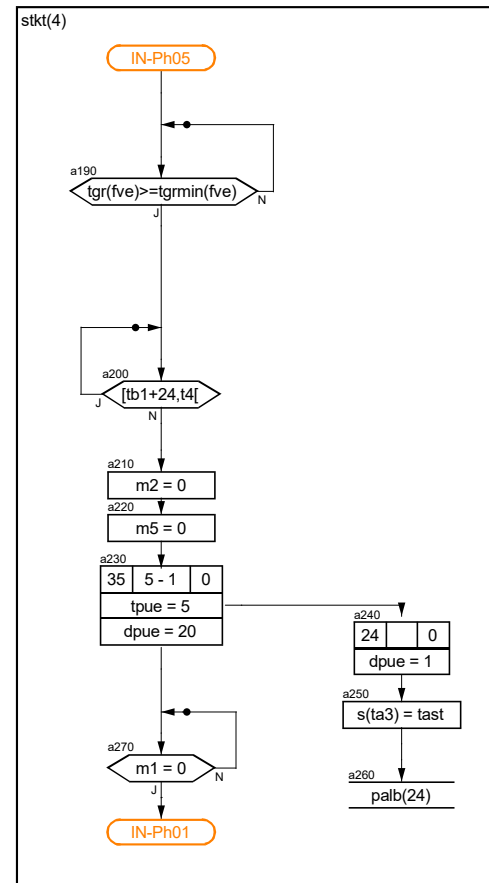 stkt(4)
IN-Ph05
a190
tgr(fve)>=tgrmin(fve)
N
J
a200
[tb1+24,t4[
J
N
a210
m2 = 0
a220
m5 = 0
a230
35 5 - 1 0
tpue = 5
dpue = 20
a240
24 0
dpue = 1
a250
s(ta3) = tast
a260
palb(24)
a270
m1 = 0
N
J
IN-Ph01